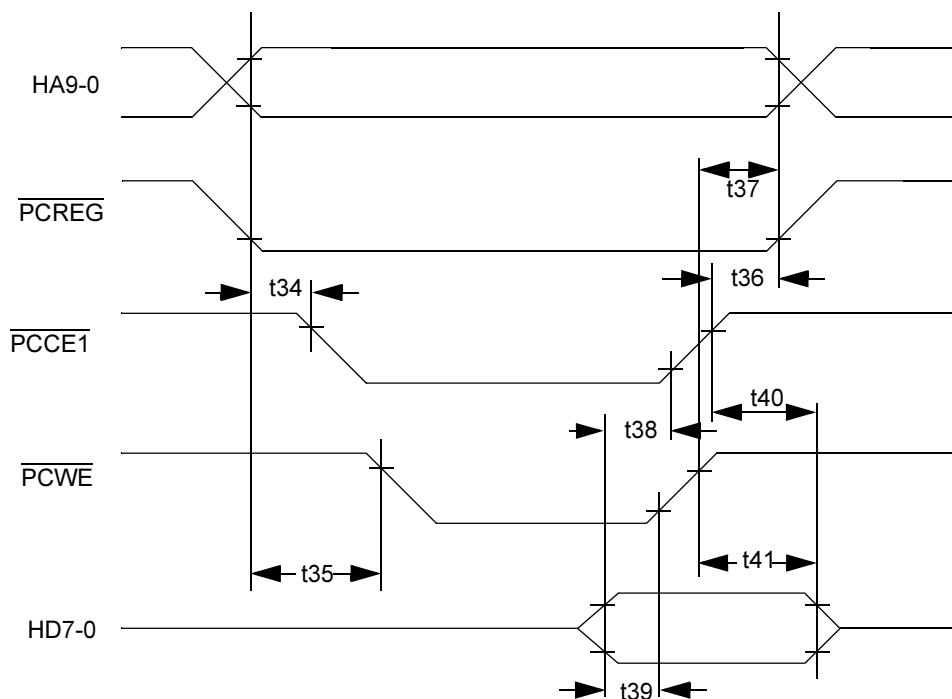 HA9-0
t37
PCREG
t36
t34
PCCE1
t40
t38
PCWE
t41
t35
HD7-0
t39